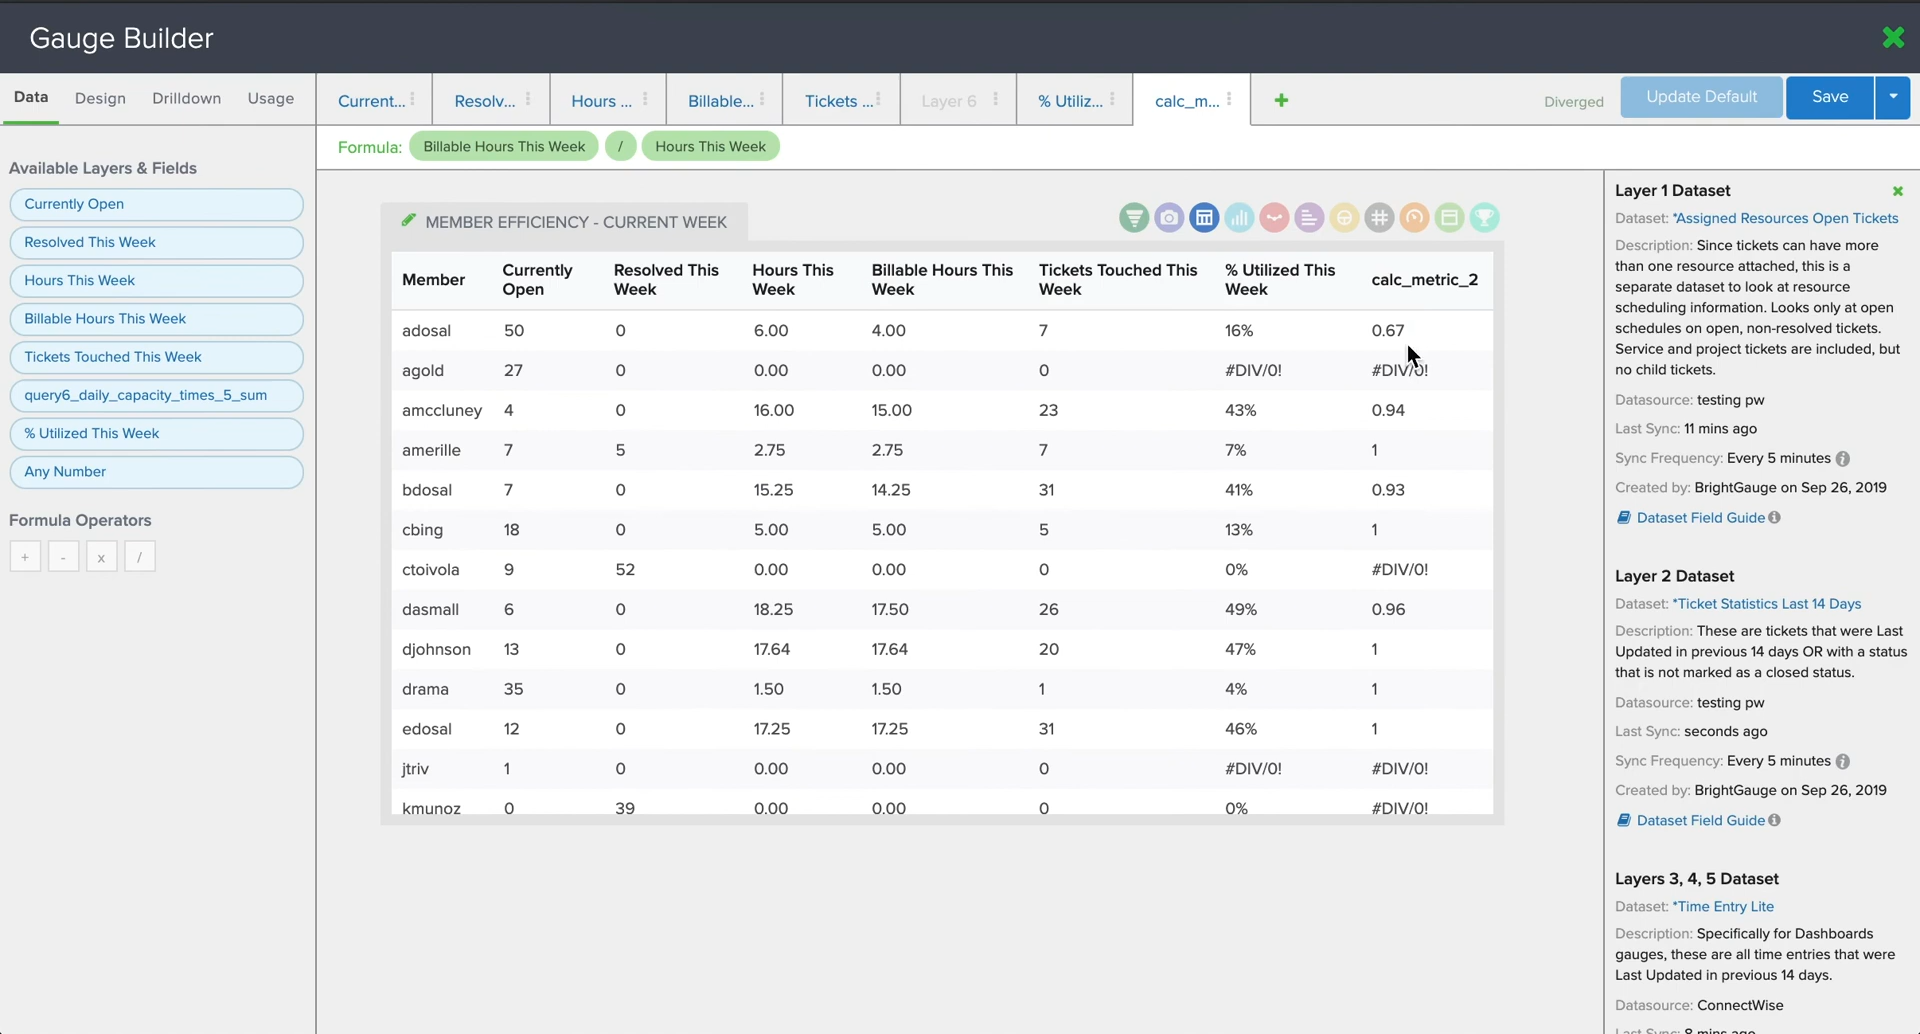 Gauge Builder
Data Design Drilldown Usage
Current... Resolv... Hours ... Billable... Tickets ... Layer 6 % Utiliz... calc_m... Diverged Update Default Save
Formula: Billable Hours This Week / Hours This Week
Available Layers & Fields
Currently Open
Resolved This Week
Hours This Week
Billable Hours This Week
Tickets Touched This Week
query6_daily_capacity_times_5_sum
% Utilized This Week
Any Number
Formula Operators
+ - x /
MEMBER EFFICIENCY - CURRENT WEEK
Member Currently Open Resolved This Week Hours This Week Billable Hours This Week Tickets Touched This Week % Utilized This Week calc_metric_2
adosal 50 0 6.00 4.00 7 16% 0.67
agold 27 0 0.00 0.00 0 #DIV/0! #DIV/0!
amccluney 4 0 16.00 15.00 23 43% 0.94
amerille 7 5 2.75 2.75 7 7% 1
bdosal 7 0 15.25 14.25 31 41% 0.93
cbing 18 0 5.00 5.00 5 13% 1
ctoivola 9 52 0.00 0.00 0 0% #DIV/0!
dasmall 6 0 18.25 17.50 26 49% 0.96
djohnson 13 0 17.64 17.64 20 47% 1
drama 35 0 1.50 1.50 1 4% 1
edosal 12 0 17.25 17.25 31 46% 1
jtriv 1 0 0.00 0.00 0 #DIV/0! #DIV/0!
kmunoz 0 39 0.00 0.00 0 0% #DIV/0!
Layer 1 Dataset
Dataset: *Assigned Resources Open Tickets
Description: Since tickets can have more
than one resource attached, this is a
separate dataset to look at resource
scheduling information. Looks only at open
schedules on open, non-resolved tickets.
Service and project tickets are included, but
no child tickets.
Datasource: testing pw
Last Sync: 11 mins ago
Sync Frequency: Every 5 minutes
Created by: BrightGauge on Sep 26, 2019
Dataset Field Guide
Layer 2 Dataset
Dataset: *Ticket Statistics Last 14 Days
Description: These are tickets that were Last
Updated in previous 14 days OR with a status
that is not marked as a closed status.
Datasource: testing pw
Last Sync: seconds ago
Sync Frequency: Every 5 minutes
Created by: BrightGauge on Sep 26, 2019
Dataset Field Guide
Layers 3, 4, 5 Dataset
Dataset: *Time Entry Lite
Description: Specifically for Dashboards
gauges, these are all time entries that were
Last Updated in previous 14 days.
Datasource: ConnectWise
Last Sync: 8 mins ago